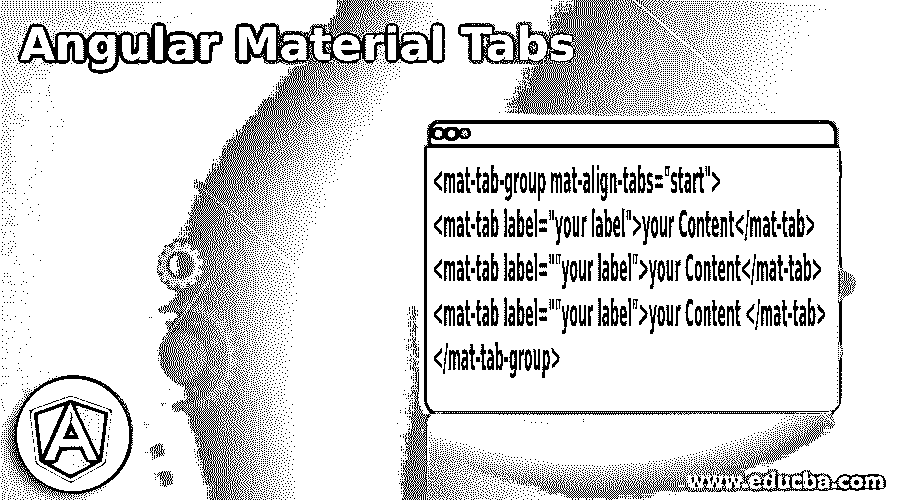 Angular Material Tabs
<mat-tab-group mat-align-tabs="start">
<mat-tab label="your label">your Content</mat-tab>
<mat-tab label=""your label">your Content</mat-tab>
<mat-tab label=""your label">your Content </mat-tab>
</mat-tab-group>
A
www.educba.com